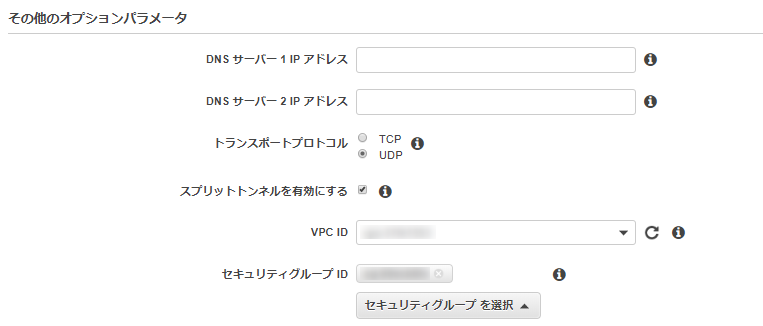 その他のオプションパラメータ
DNS サーバー 1 IP アドレス
DNS サーバー 2 IP アドレス
トランスポートプロトコル
TCP
UDP
スプリットトンネルを有効にする
VPC ID
セキュリティグループ ID
セキュリティグループ を選択